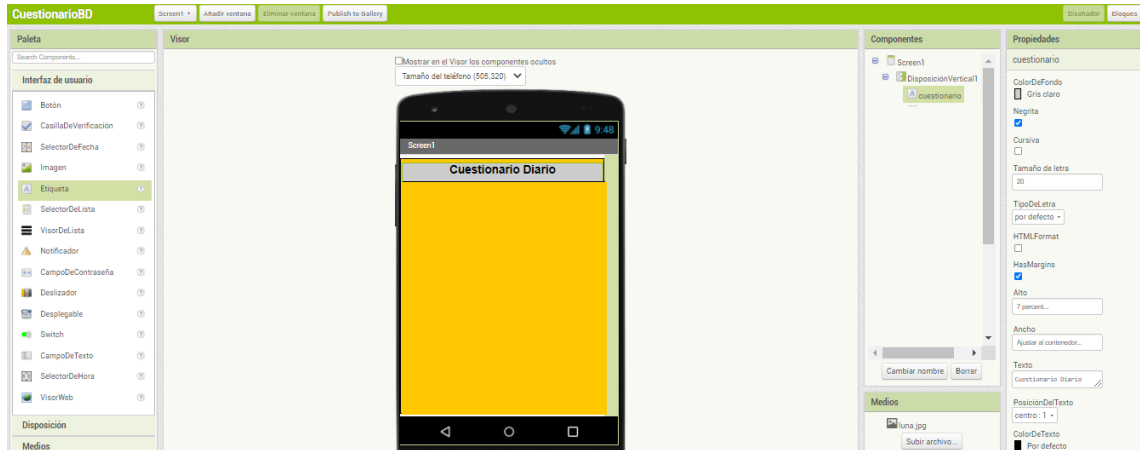 CuestionarioBD
Screen1
Añadir ventana
Eliminar ventana
Publish to Gallery
Diseñador
Bloques
Paleta
Search Components...
Interfaz de usuario
Botón
CasillaDeVerificación
SelectorDeFecha
Imagen
Etiqueta
SelectorDeLista
VisorDeLista
Notificador
CampoDeContraseña
Deslizador
Desplegable
Switch
CampoDeTexto
SelectorDeHora
VisorWeb
Disposición
Medios
Visor
Mostrar en el Visor los componentes ocultos
Tamaño del teléfono (505,320)
9:48
Screen1
Cuestionario Diario
Componentes
Screen1
DisposiciónVertical1
cuestionario
Cambiar nombre
Borrar
Medios
luna.jpg
Subir archivo...
Propiedades
cuestionario
ColorDeFondo
Gris claro
Negrita
Cursiva
Tamaño de letra
20
TipoDeLetra
por defecto
HTMLFormat
HasMargins
Alto
7 percent...
Ancho
Ajustar al contenedor...
Texto
Cuestionario Diario
PosiciónDelTexto
centro : 1
ColorDeTexto
Por defecto